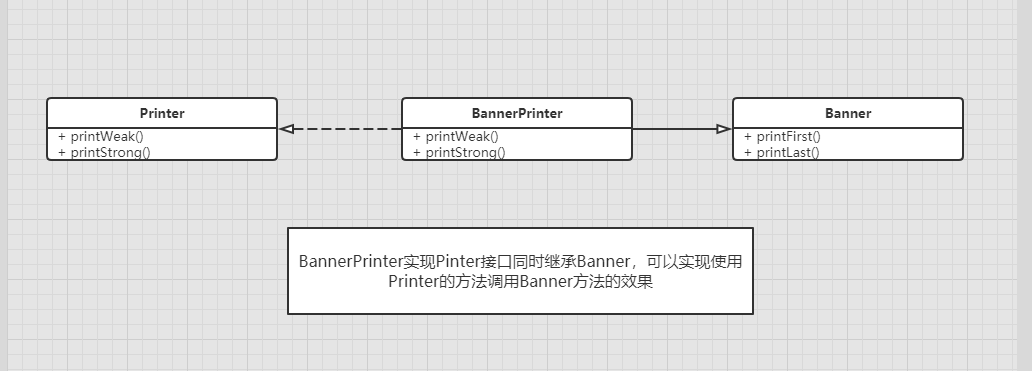 Printer
+ printWeak()
+ printStrong()
BannerPrinter
+ printWeak()
+ printStrong()
Banner
+ printFirst()
+ printLast()
BannerPrinter实现Pinter接口同时继承Banner，可以实现使用
Printer的方法调用Banner方法的效果